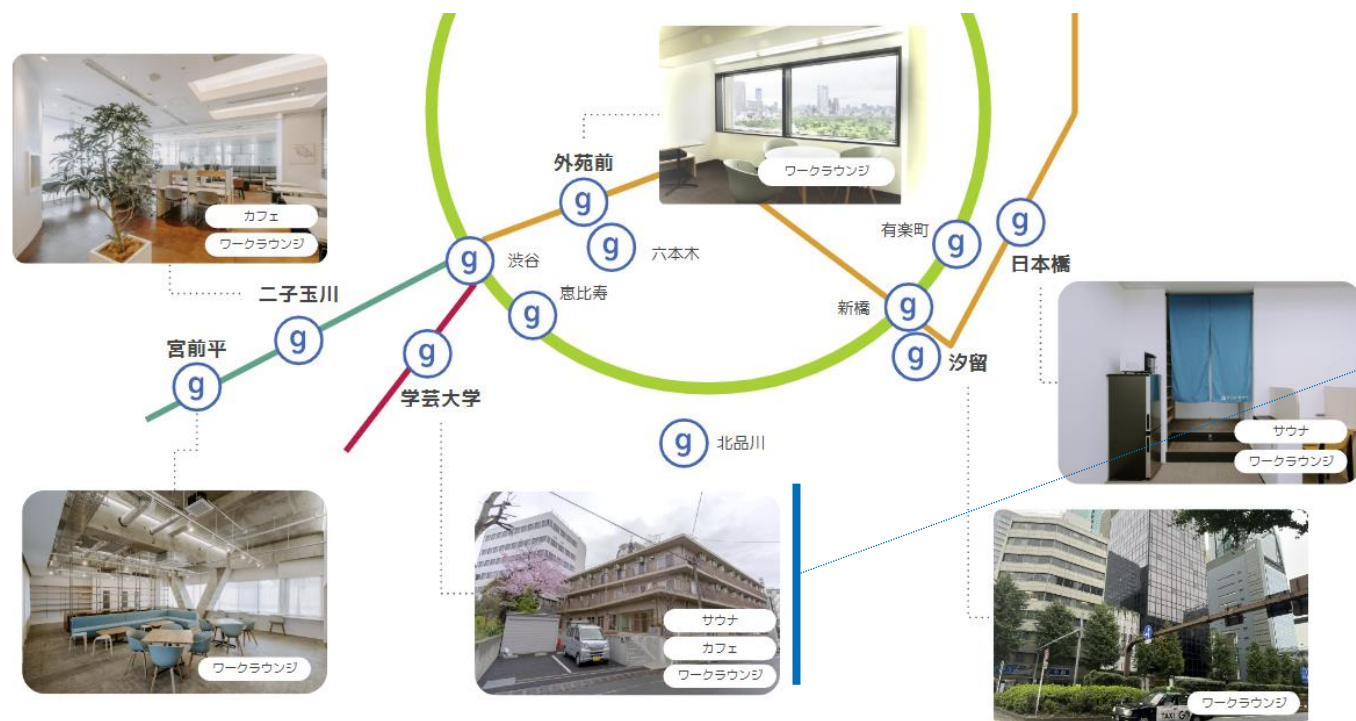 ワークラウンジ
カフェ
ワークラウンジ
外苑前
g
六本木
g
渋谷
g
有楽町
g
日本橋
g
二子玉川
g
恵比寿
g
新橋
g
宮前平
g
学芸大学
g
汐留
g
北品川
g
サウナ
ワークラウンジ
ワークラウンジ
サウナ
カフェ
ワークラウンジ
ワークラウンジ
TAXI GO